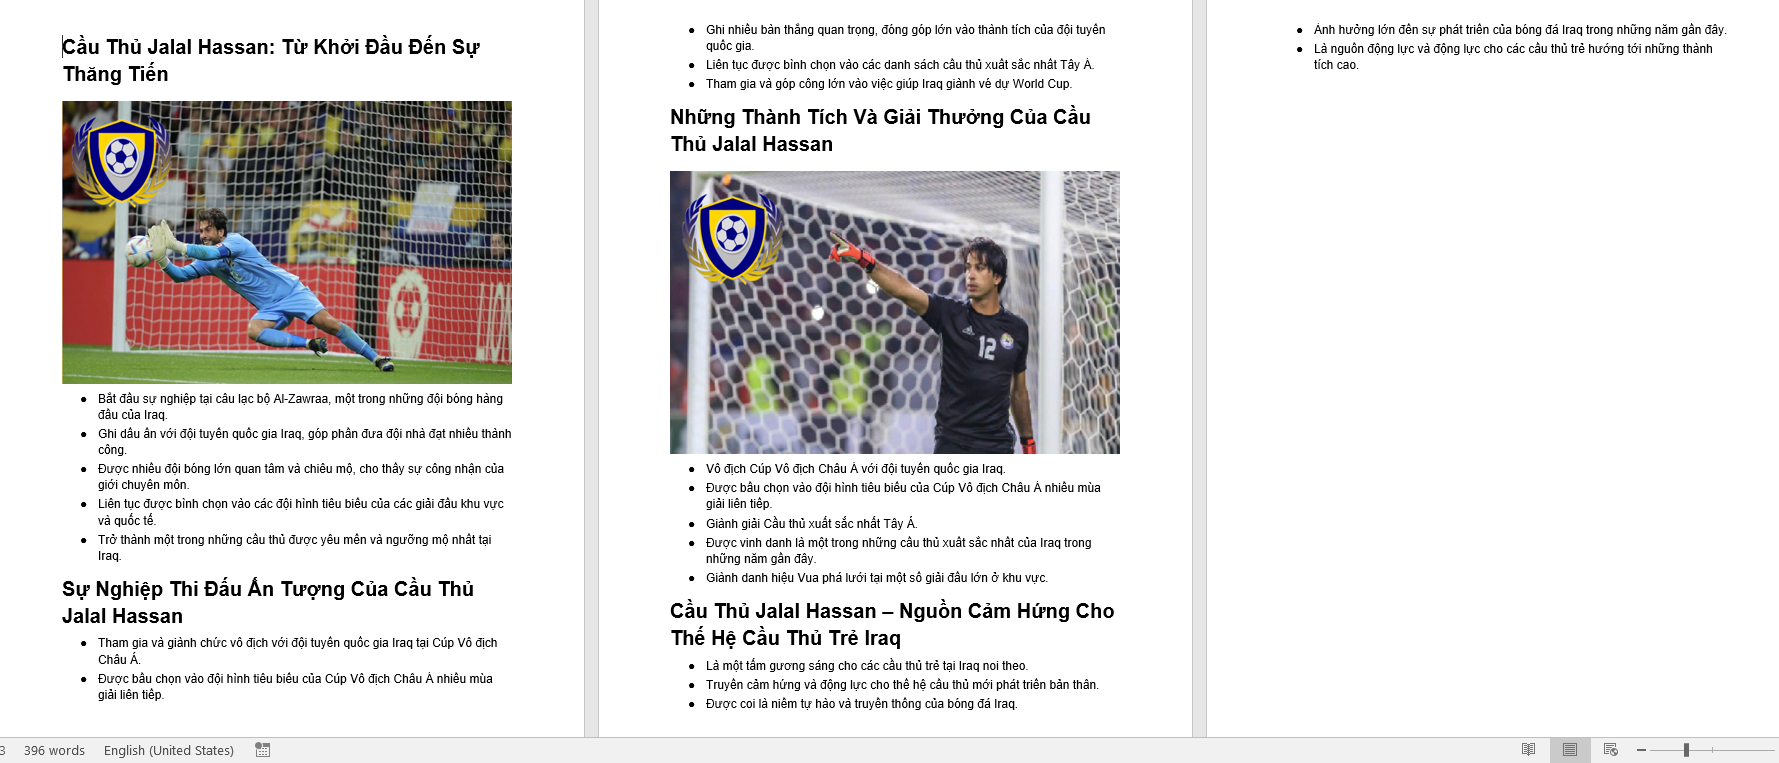 Cầu Thủ Jalal Hassan: Từ Khởi Đầu Đến Sự
Thăng Tiến
Bắt đầu sự nghiệp tại câu lạc bộ Al-Zawraa, một trong những đội bóng hàng
đầu của Iraq.
Ghi dấu ấn với đội tuyển quốc gia Iraq, góp phần đưa đội nhà đạt nhiều thành
công.
Được nhiều đội bóng lớn quan tâm và chiêu mộ, cho thấy sự công nhận của
giới chuyên môn.
Liên tục được bình chọn vào các đội hình tiêu biểu của các giải đấu khu vực
và quốc tế.
Trở thành một trong những cầu thủ được yêu mến và ngưỡng mộ nhất tại
Iraq.
Sự Nghiệp Thi Đấu Ấn Tượng Của Cầu Thủ
Jalal Hassan
Tham gia và giành chức vô địch với đội tuyển quốc gia Iraq tại Cúp Vô địch
Châu Á.
Được bầu chọn vào đội hình tiêu biểu của Cúp Vô địch Châu Á nhiều mùa
giải liên tiếp.
Ghi nhiều bàn thắng quan trọng, đóng góp lớn vào thành tích của đội tuyển
quốc gia.
Liên tục được bình chọn vào các danh sách cầu thủ xuất sắc nhất Tây Á.
Tham gia và góp công lớn vào việc giúp Iraq giành vé dự World Cup.
Những Thành Tích Và Giải Thưởng Của Cầu
Thủ Jalal Hassan
12
Vô địch Cúp Vô địch Châu Á với đội tuyển quốc gia Iraq.
Được bầu chọn vào đội hình tiêu biểu của Cúp Vô địch Châu Á nhiều mùa
giải liên tiếp.
Giành giải Cầu thủ xuất sắc nhất Tây Á.
Được vinh danh là một trong những cầu thủ xuất sắc nhất của Iraq trong
những năm gần đây.
Giành danh hiệu Vua phá lưới tại một số giải đấu lớn ở khu vực.
Cầu Thủ Jalal Hassan – Nguồn Cảm Hứng Cho
Thế Hệ Cầu Thủ Trẻ Iraq
Là một tấm gương sáng cho các cầu thủ trẻ tại Iraq noi theo.
Truyền cảm hứng và động lực cho thế hệ cầu thủ mới phát triển bản thân.
Được coi là niềm tự hào và truyền thống của bóng đá Iraq.
Ảnh hưởng lớn đến sự phát triển của bóng đá Iraq trong những năm gần đây.
Là nguồn động lực và động lực cho các cầu thủ trẻ hướng tới những thành
tích cao.
3 396 words English (United States)